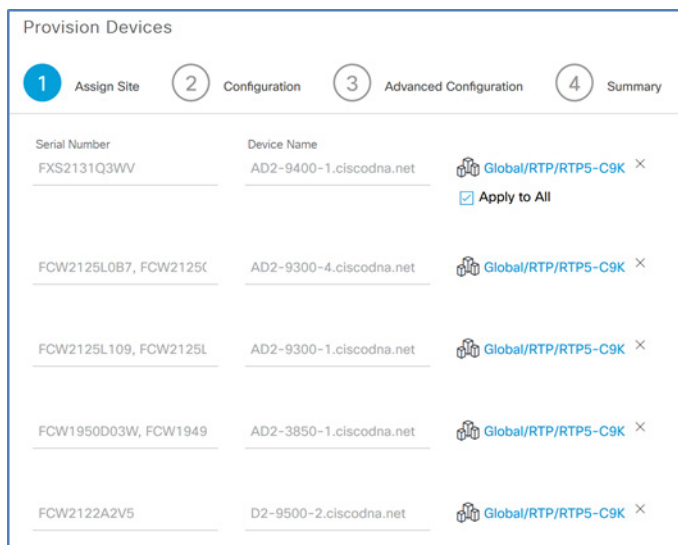 Provision Devices
1 Assign Site 2 Configuration 3 Advanced Configuration 4 Summary
Serial Number Device Name
FXS2131Q3WV AD2-9400-1.ciscodna.net Global/RTP/RTP5-C9K ×
Apply to All
FCW2125L0B7, FCW2125( AD2-9300-4.ciscodna.net Global/RTP/RTP5-C9K ×
FCW2125L109, FCW2125L AD2-9300-1.ciscodna.net Global/RTP/RTP5-C9K ×
FCW1950D03W, FCW1949 AD2-3850-1.ciscodna.net Global/RTP/RTP5-C9K ×
FCW2122A2V5 D2-9500-2.ciscodna.net Global/RTP/RTP5-C9K ×